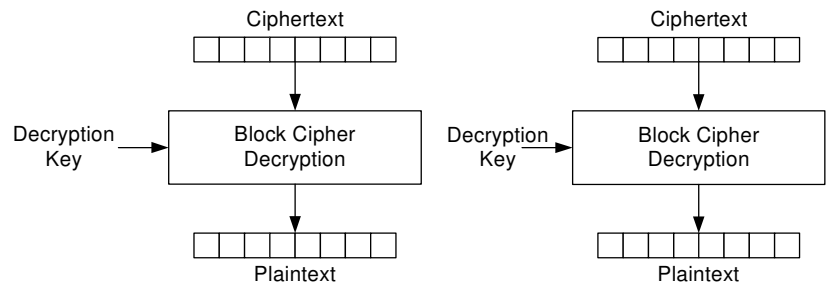 Ciphertext
Ciphertext
Decryption
Key
Block Cipher
Decryption
Decryption
Key
Block Cipher
Decryption
Plaintext
Plaintext